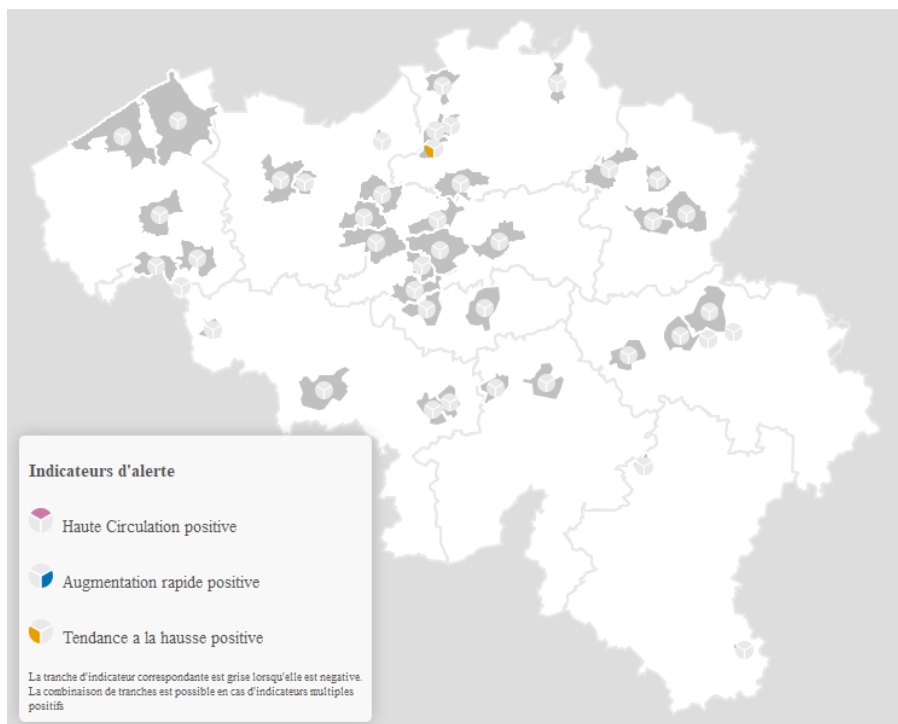 Indicateurs d'alerte
Haute Circulation positive
Augmentation rapide positive
Tendance a la hausse positive
La tranche d'indicateur correspondante est grise lorsqu'elle est negative.
La combinaison de tranches est possible en cas d'indicateurs multiples
positifs